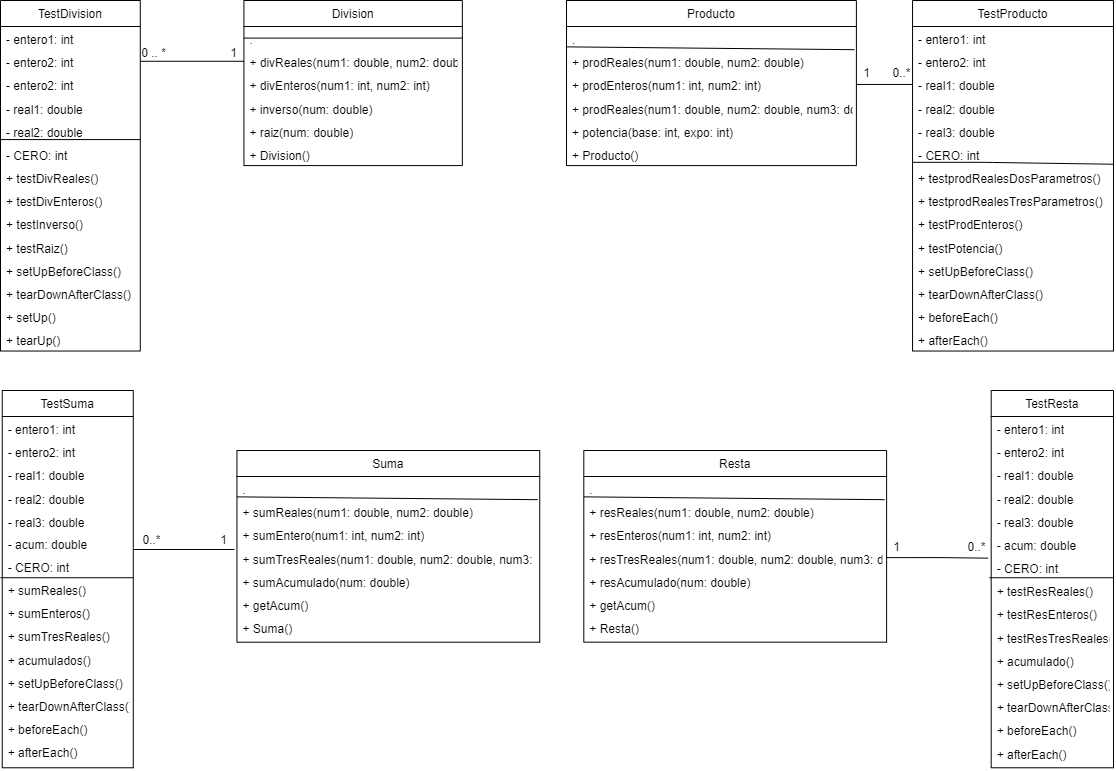 TestDivision
- entero1: int
- entero2: int
- entero2: int
- real1: double
- real2: double
- CERO: int
+ testDivReales()
+ testDivEnteros()
+ testInverso()
+ testRaiz()
+ setUpBeforeClass()
+ tearDownAfterClass()
+ setUp()
+ tearUp()
0 .. *
1
Division
.
+ divReales(num1: double, num2: doub
+ divEnteros(num1: int, num2: int)
+ inverso(num: double)
+ raiz(num: double)
+ Division()
Producto
.
+ prodReales(num1: double, num2: double)
+ prodEnteros(num1: int, num2: int)
+ prodReales(num1: double, num2: double, num3: do
+ potencia(base: int, expo: int)
+ Producto()
1
0..*
TestProducto
- entero1: int
- entero2: int
- real1: double
- real2: double
- real3: double
- CERO: int
+ testprodRealesDosParametros()
+ testprodRealesTresParametros()
+ testProdEnteros()
+ testPotencia()
+ setUpBeforeClass()
+ tearDownAfterClass()
+ beforeEach()
+ afterEach()
TestSuma
- entero1: int
- entero2: int
- real1: double
- real2: double
- real3: double
- acum: double
- CERO: int
+ sumReales()
+ sumEnteros()
+ sumTresReales()
+ acumulados()
+ setUpBeforeClass()
+ tearDownAfterClass(
+ beforeEach()
+ afterEach()
0..*
1
Suma
.
+ sumReales(num1: double, num2: double)
+ sumEntero(num1: int, num2: int)
+ sumTresReales(num1: double, num2: double, num3:
+ sumAcumulado(num: double)
+ getAcum()
+ Suma()
Resta
.
+ resReales(num1: double, num2: double)
+ resEnteros(num1: int, num2: int)
+ resTresReales(num1: double, num2: double, num3: d
+ resAcumulado(num: double)
+ getAcum()
+ Resta()
1
0..*
TestResta
- entero1: int
- entero2: int
- real1: double
- real2: double
- real3: double
- acum: double
- CERO: int
+ testResReales()
+ testResEnteros()
+ testResTresReales(
+ acumulado()
+ setUpBeforeClass()
+ tearDownAfterClas
+ beforeEach()
+ afterEach()